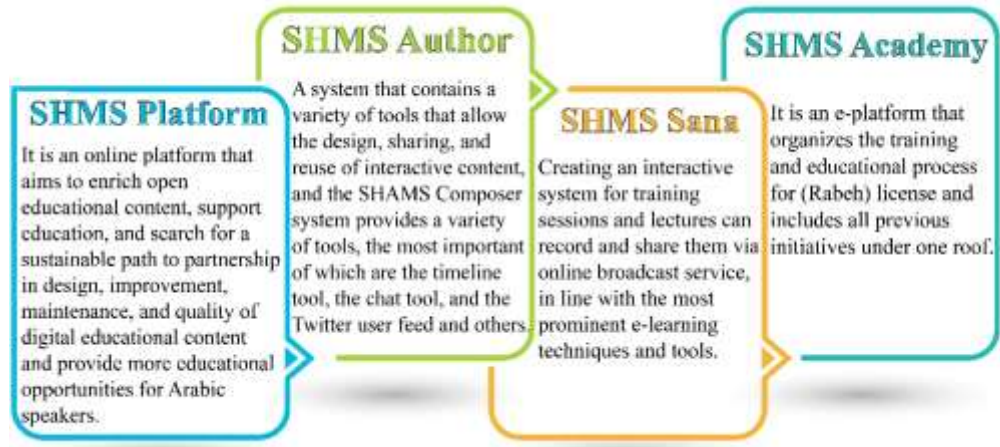 SHMS Platform
It is an online platform that
aims to enrich open
educational content, support
education, and search for a
sustainable path to partnership
in design, improvement,
maintenance, and quality of
digital educational content
and provide more educational
opportunities for Arabic
speakers.
SHMS Author
A system that contains a
variety of tools that allow
the design, sharing, and
reuse of interactive content,
and the SHAMS Composer
system provides a variety
of tools, the most important
of which are the timeline
tool, the chat tool, and the
Twitter user feed and others.
SHMS Sana
Creating an interactive
system for training
sessions and lectures can
record and share them via
online broadcast service,
in line with the most
prominent e-learning
techniques and tools.
SHMS Academy
It is an e-platform that
organizes the training
and educational process
for (Rabeh) license and
includes all previous
initiatives under one roof.